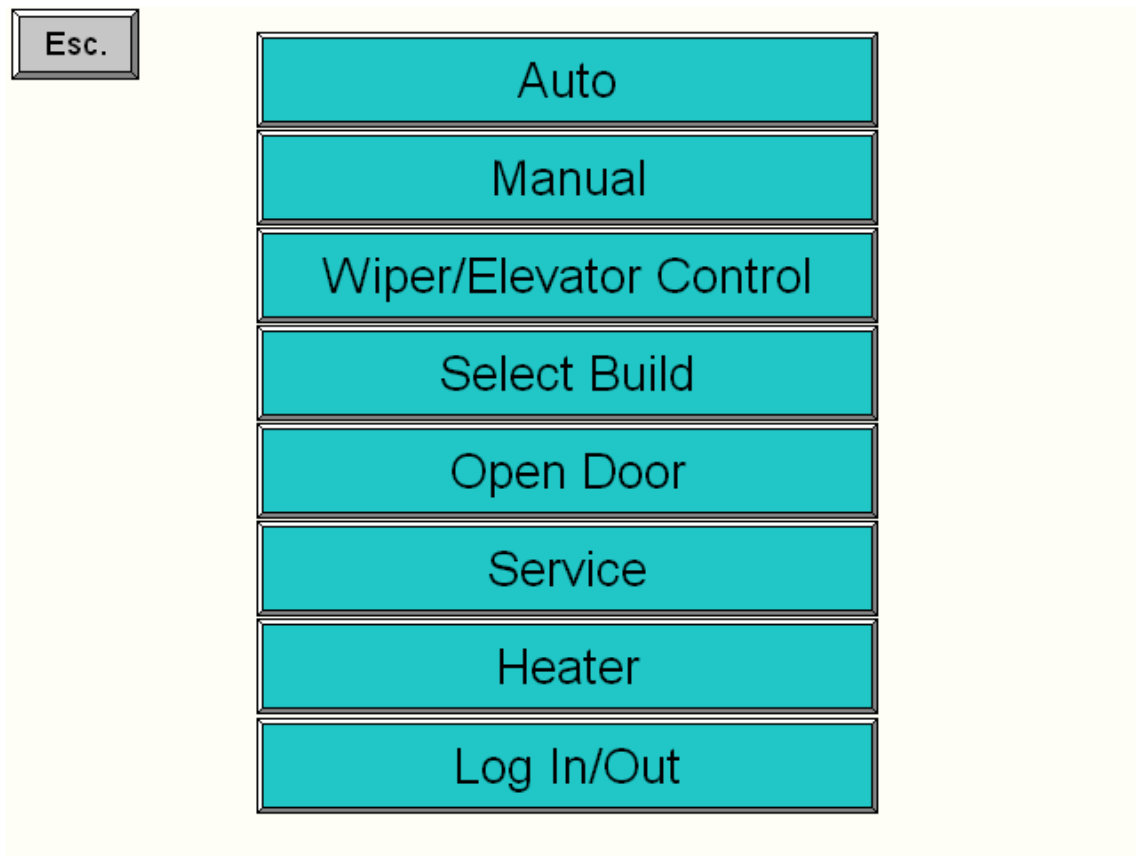 Esc.
Auto
Manual
Wiper/Elevator Control
Select Build
Open Door
Service
Heater
Log In/Out